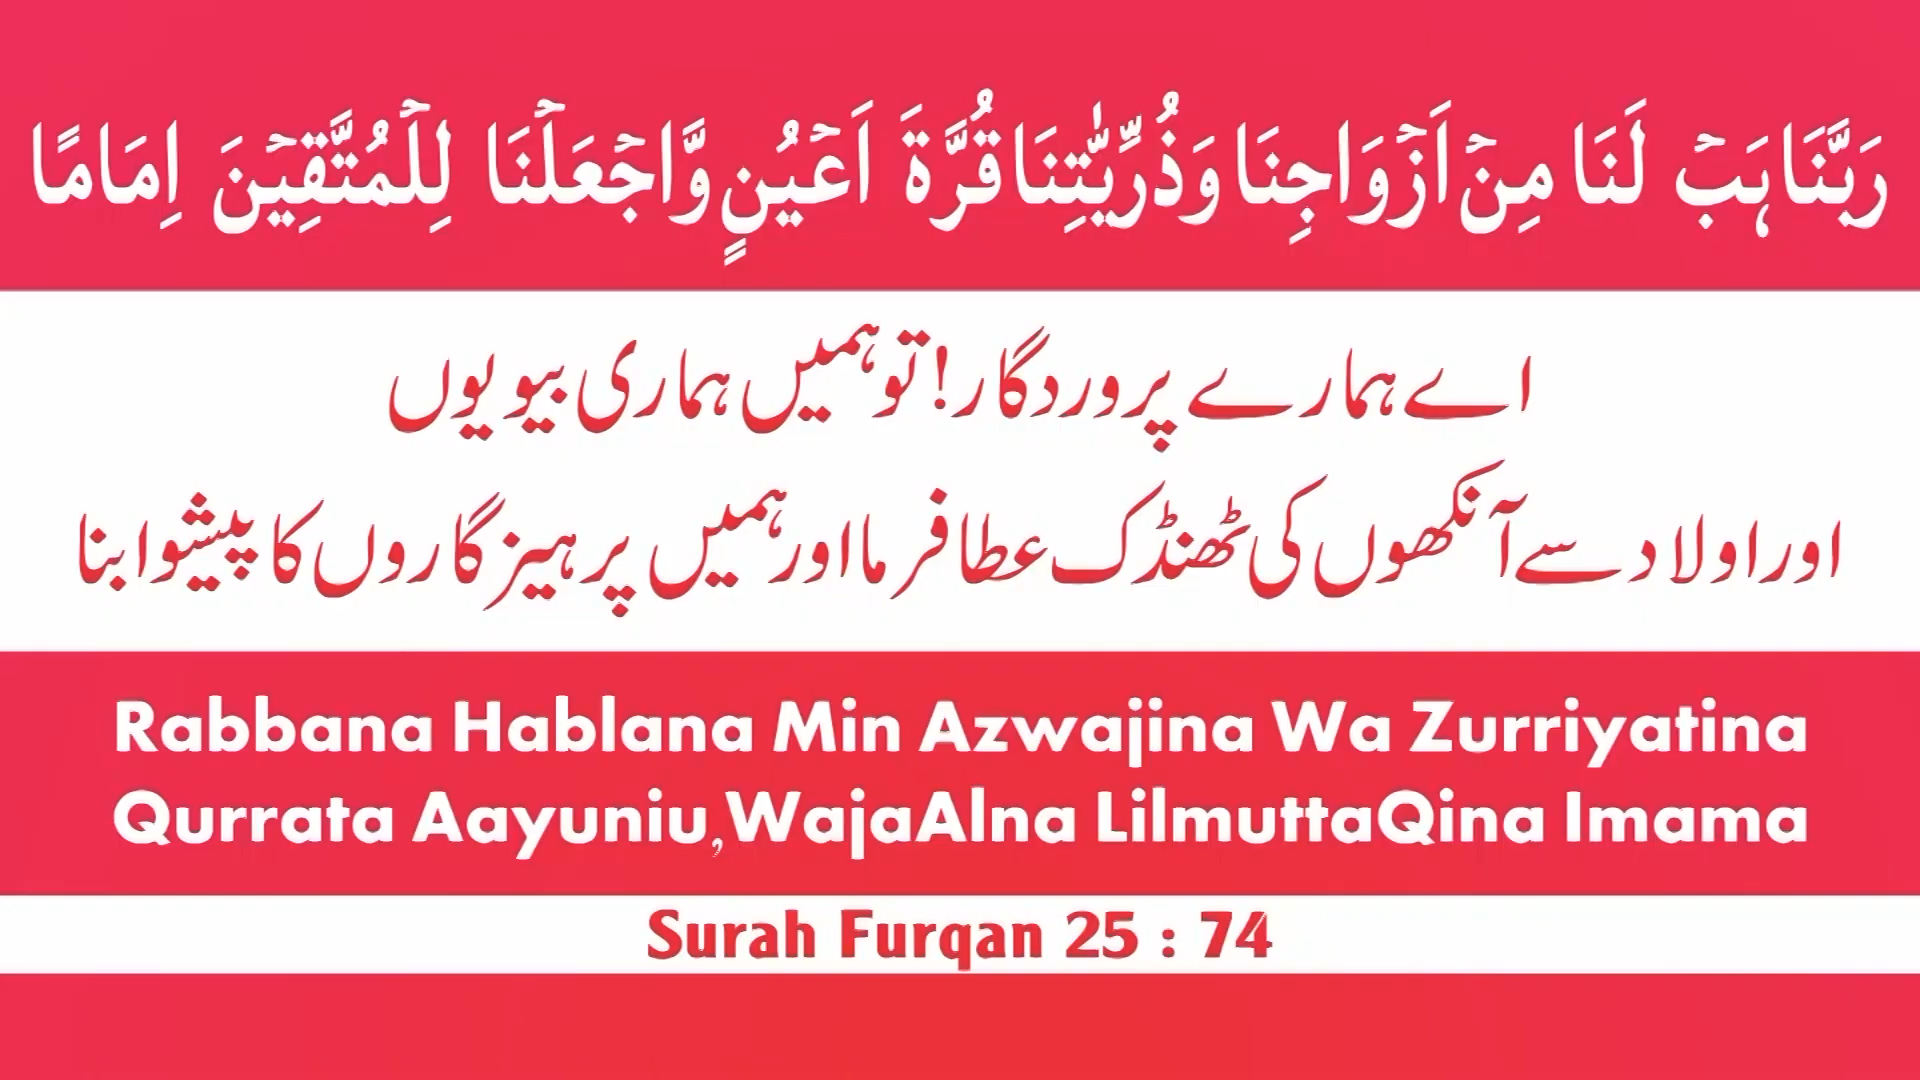 رَبَّنَا ہَبۡ لَنَا مِنۡ اَزۡوَاجِنَا وَذُرِّیّٰتِنَا قُرَّۃَ اَعۡیُنٍ وَّاجۡعَلۡنَا لِلۡمُتَّقِیۡنَ اِمَامًا
اے ہمارے پروردگار! تو ہمیں ہماری بیویوں
اور اولاد سے آنکھوں کی ٹھنڈک عطا فرما اور ہمیں پرہیزگاروں کا پیشوا بنا
Rabbana Hablana Min Azwajina Wa Zurriyatina
Qurrata Aayuniu,WajaAlna LilmuttaQina Imama
Surah Furqan 25 : 74